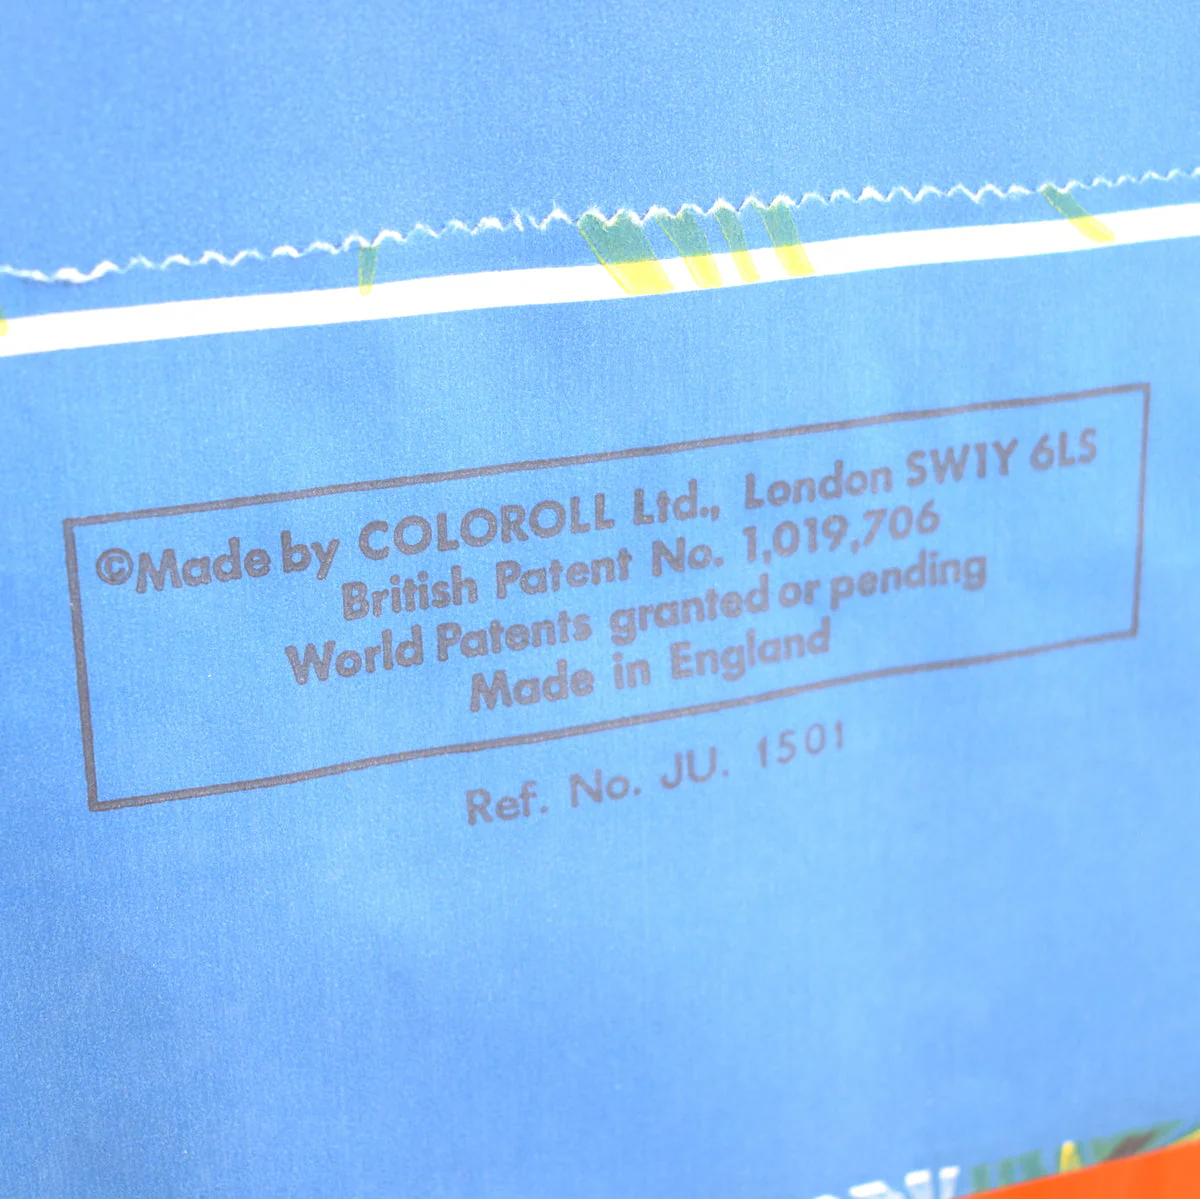 ©Made by COLOROLL Ltd., London SW1Y 6LS
British Patent No. 1,019,706
World Patents granted or pending
Made in England
Ref. No. JU. 1501